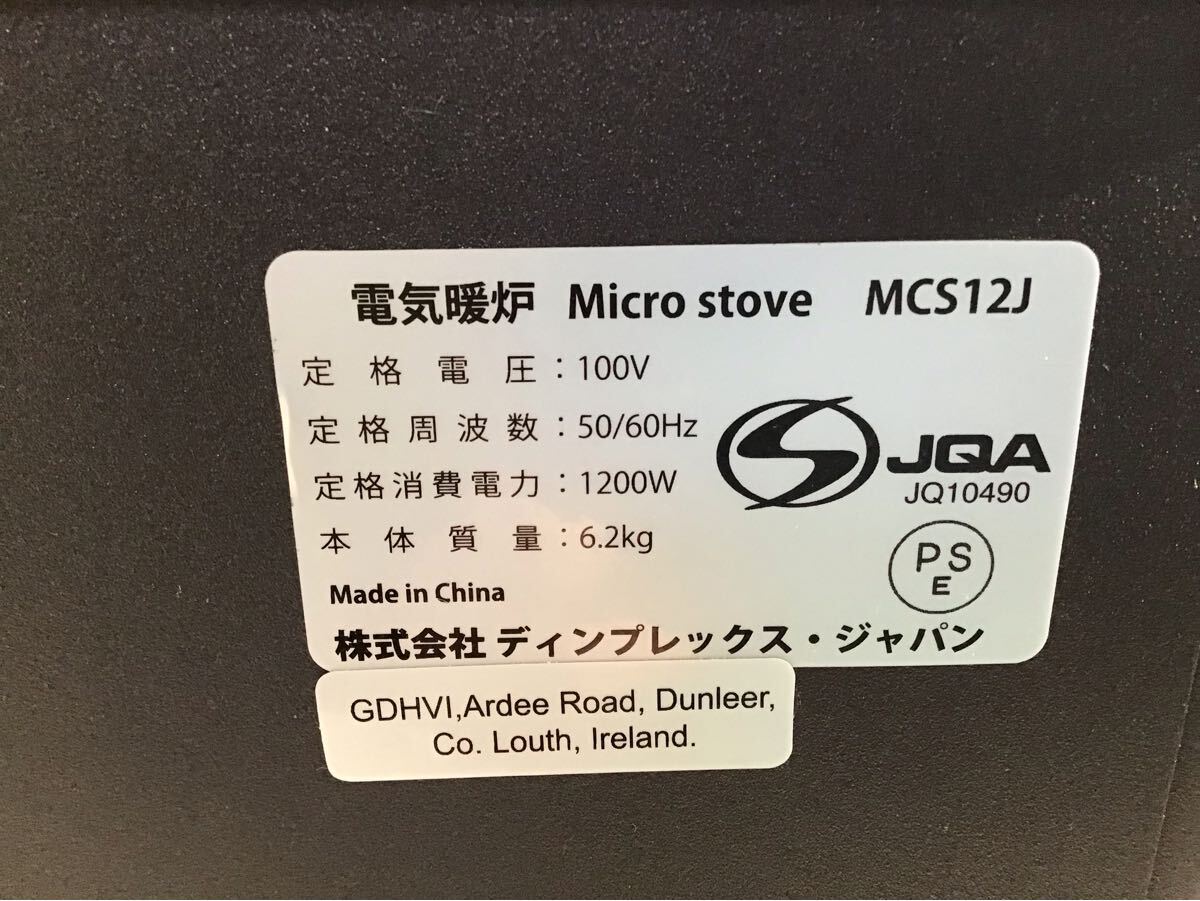 電気暖炉 Micro stove MCS12J
定格電圧：100V
定格周波数：50/60Hz
定格消費電力：1200W
本体質量：6.2kg
JQA
JQ10490
PS
E
Made in China
株式会社 ディンプレックス・ジャパン
GDHVI,Ardee Road, Dunleer,
Co. Louth, Ireland.